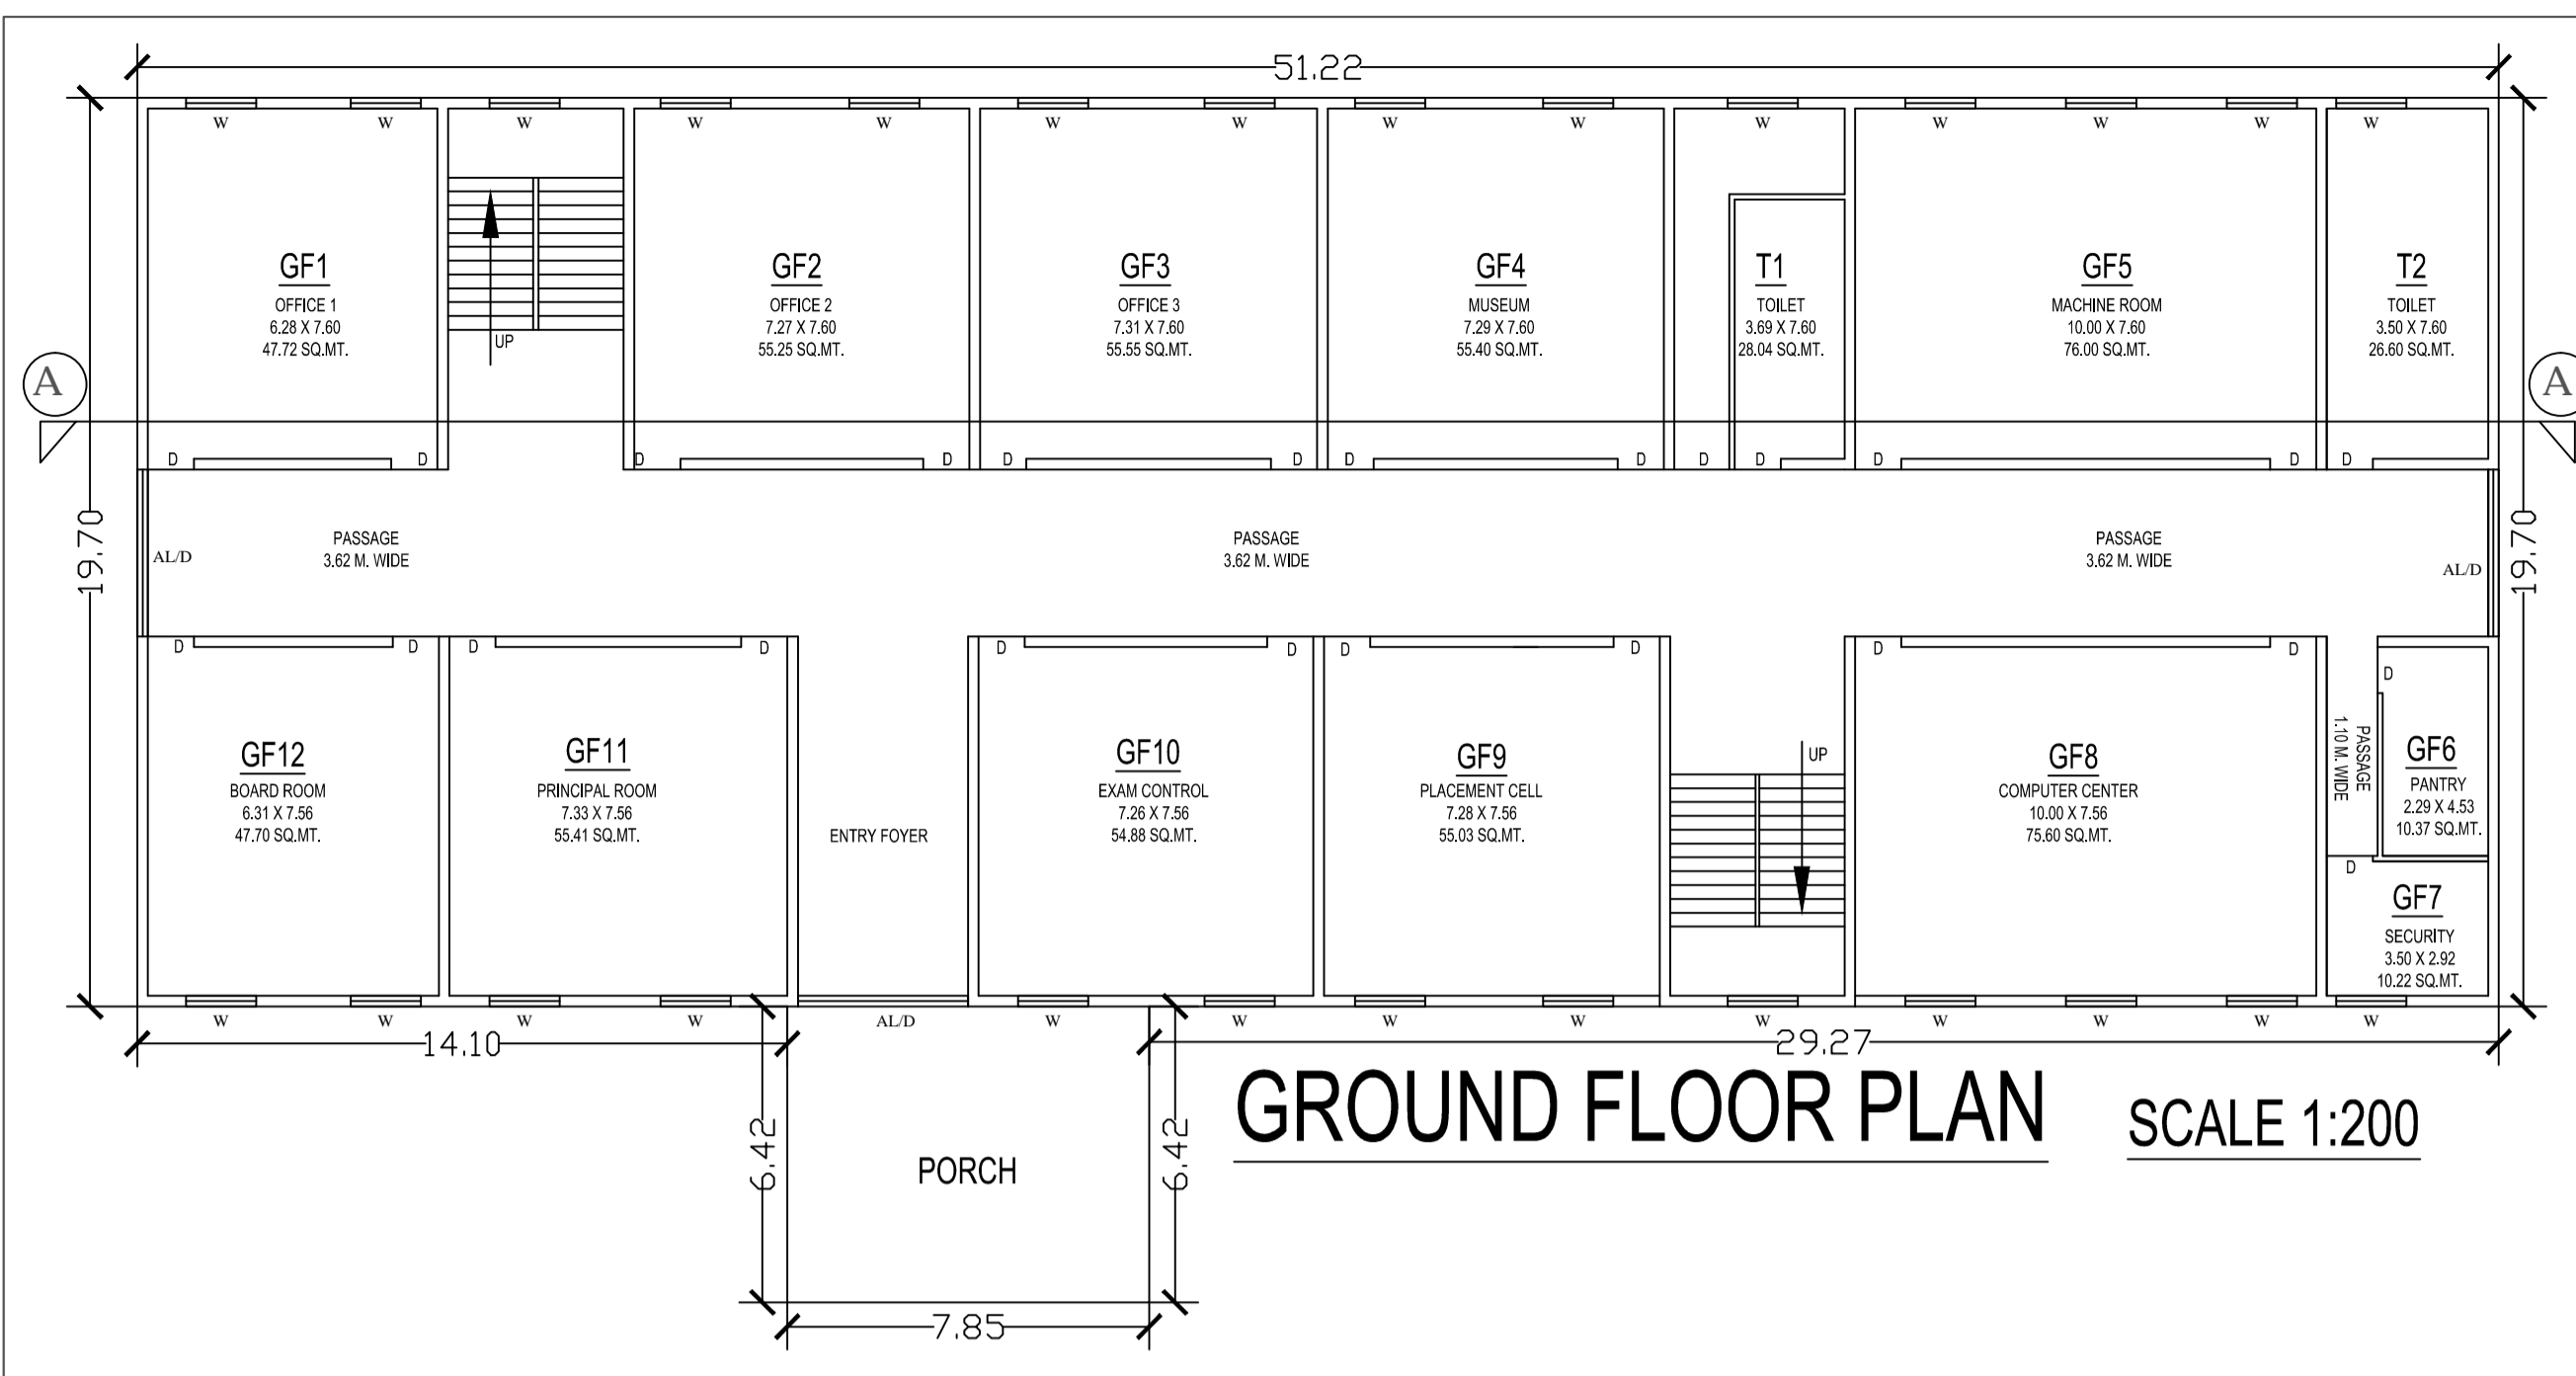 51.22
W W W W W W W W W W W W W W
GF1
OFFICE 1
6.28 X 7.60
47.72 SQ.MT.
UP
GF2
OFFICE 2
7.27 X 7.60
55.25 SQ.MT.
GF3
OFFICE 3
7.31 X 7.60
55.55 SQ.MT.
GF4
MUSEUM
7.29 X 7.60
55.40 SQ.MT.
T1
TOILET
3.69 X 7.60
28.04 SQ.MT.
GF5
MACHINE ROOM
10.00 X 7.60
76.00 SQ.MT.
T2
TOILET
3.50 X 7.60
26.60 SQ.MT.
A
A
D D D D D D D D D D D D D
19.70
AL/D
PASSAGE
3.62 M. WIDE
PASSAGE
3.62 M. WIDE
PASSAGE
3.62 M. WIDE
AL/D
19.70
D D D D D D D D D D
D
GF12
BOARD ROOM
6.31 X 7.56
47.70 SQ.MT.
GF11
PRINCIPAL ROOM
7.33 X 7.56
55.41 SQ.MT.
ENTRY FOYER
GF10
EXAM CONTROL
7.26 X 7.56
54.88 SQ.MT.
GF9
PLACEMENT CELL
7.28 X 7.56
55.03 SQ.MT.
UP
GF8
COMPUTER CENTER
10.00 X 7.56
75.60 SQ.MT.
PASSAGE
1.10 M. WIDE
GF6
PANTRY
2.29 X 4.53
10.37 SQ.MT.
D
GF7
SECURITY
3.50 X 2.92
10.22 SQ.MT.
W W W W AL/D W W W W W W W W W
14.10
29.27
6.42
PORCH
6.42
7.85
GROUND FLOOR PLAN
SCALE 1:200